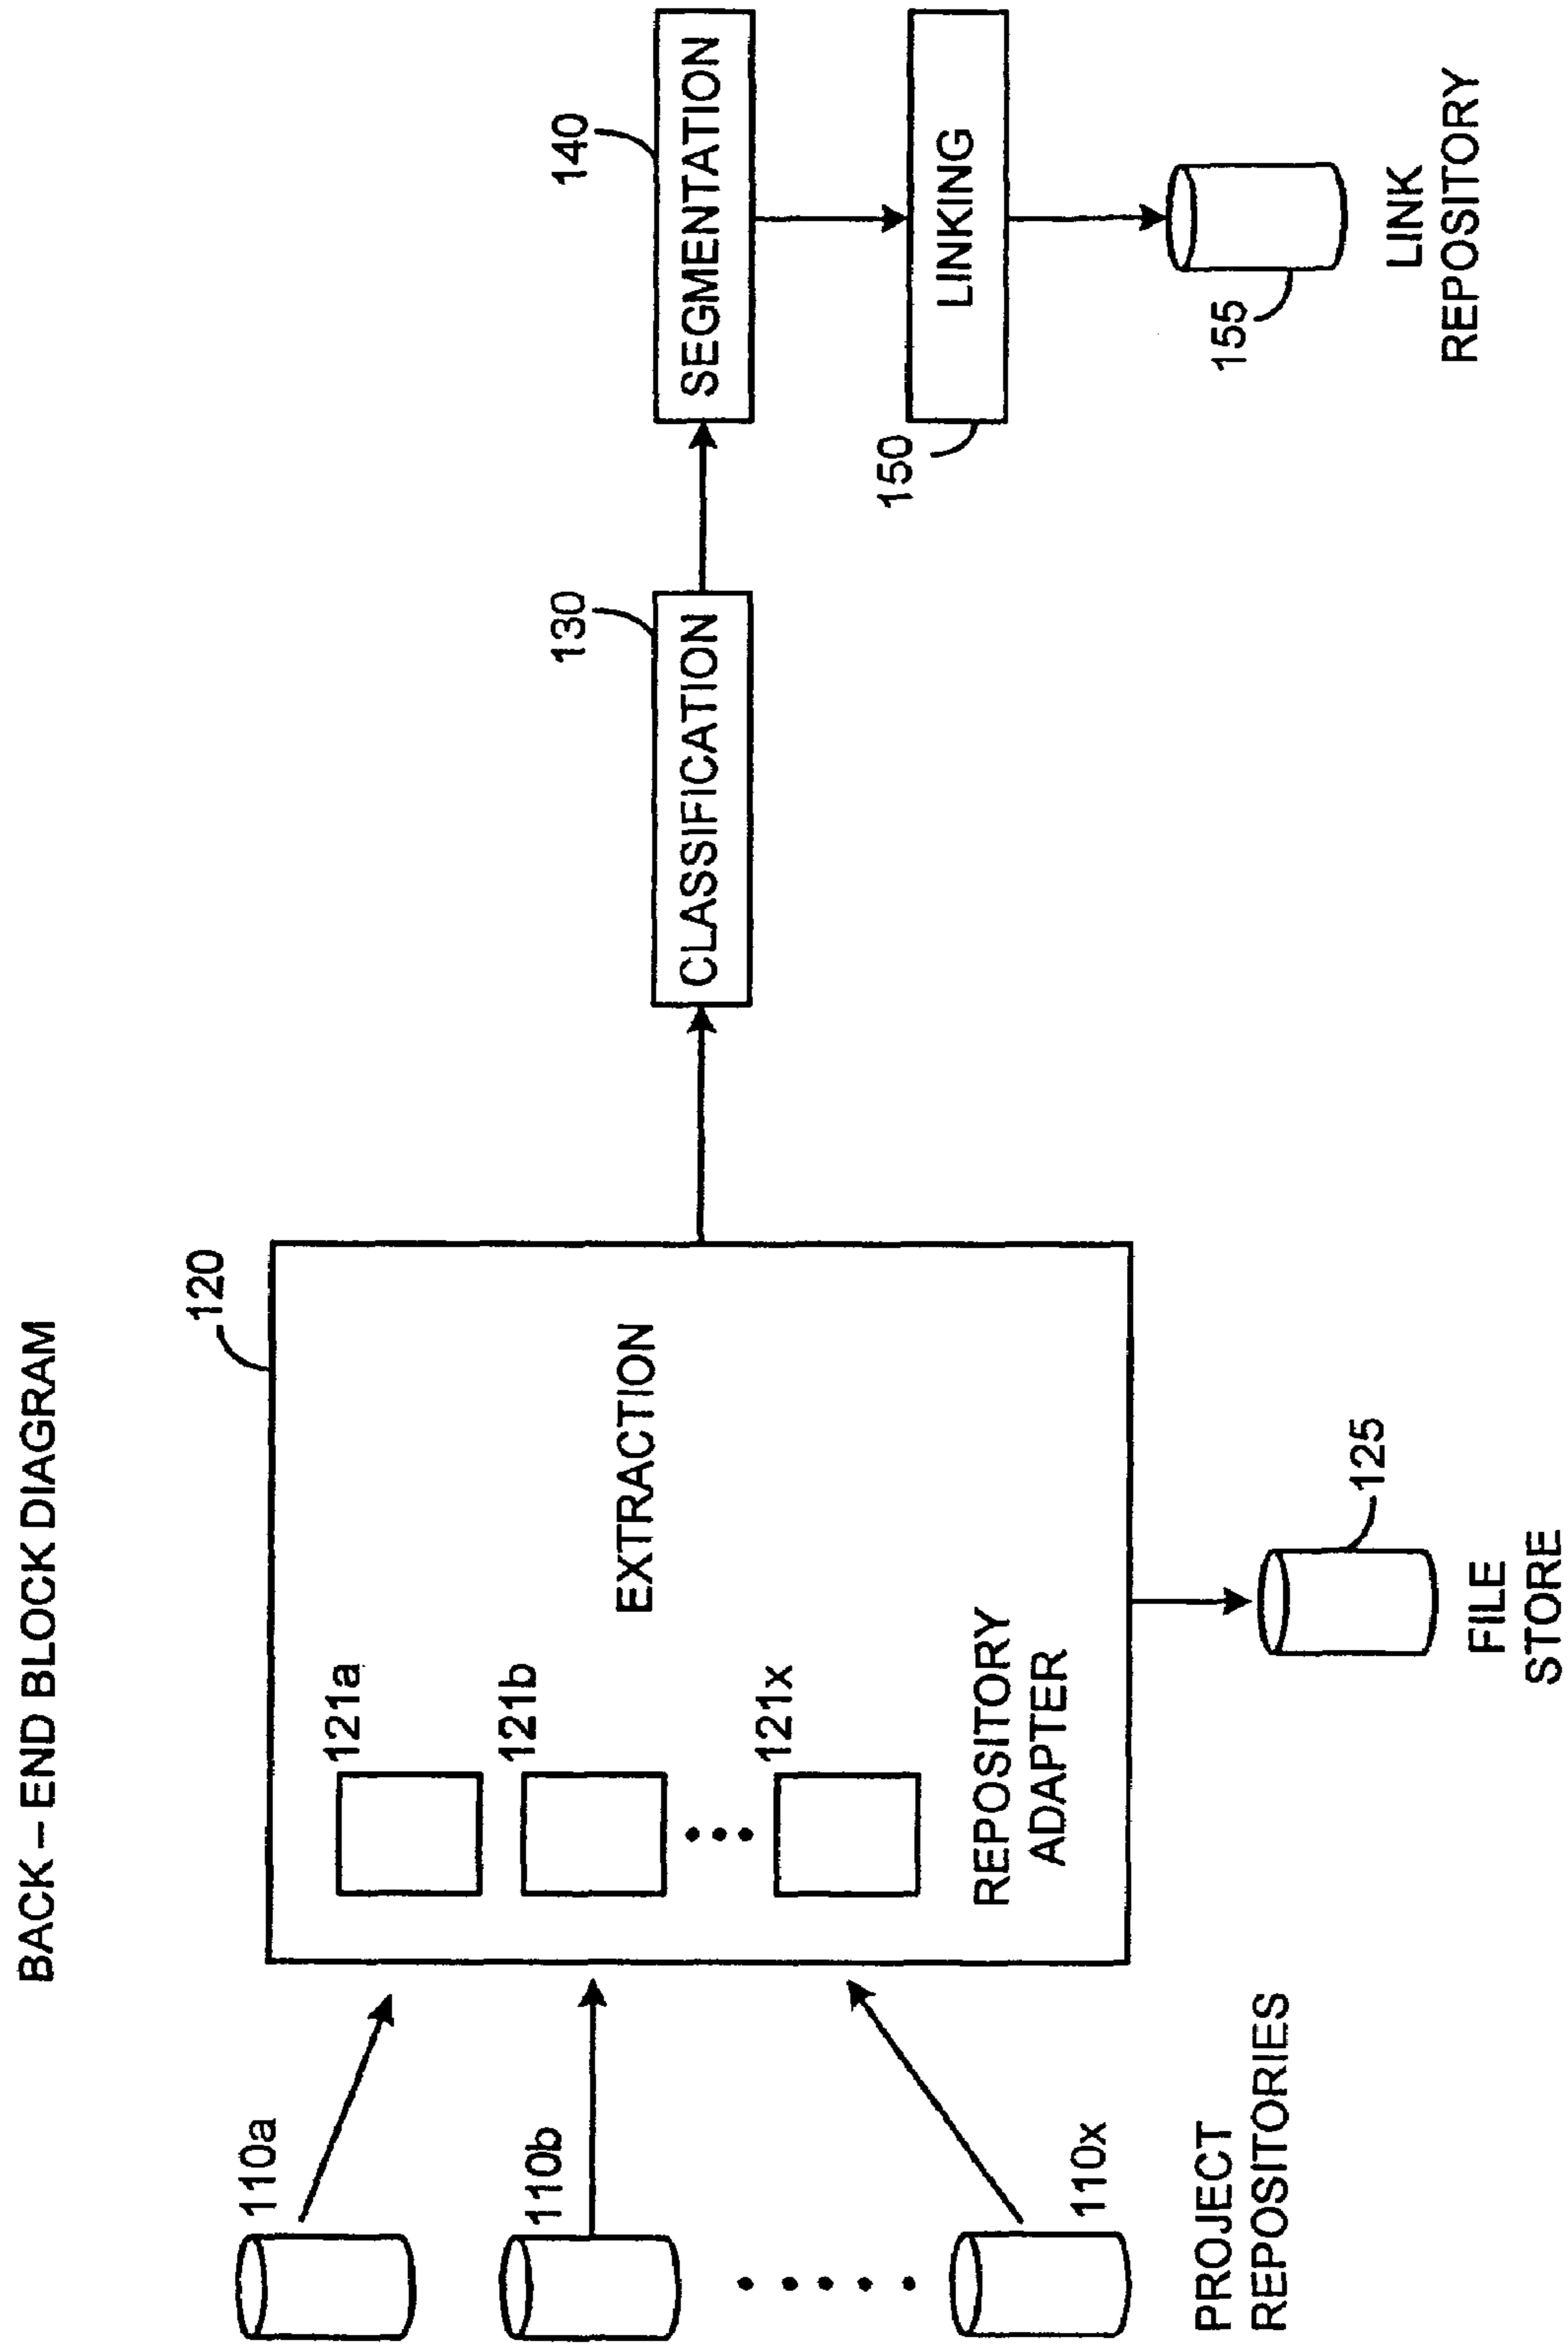 BACK – END BLOCK DIAGRAM
110a
110b
110x
PROJECT
REPOSITORIES
120
121a
121b
121x
REPOSITORY
ADAPTER
EXTRACTION
125
FILE
STORE
130
CLASSIFICATION
140
SEGMENTATION
150
LINKING
155
LINK
REPOSITORY